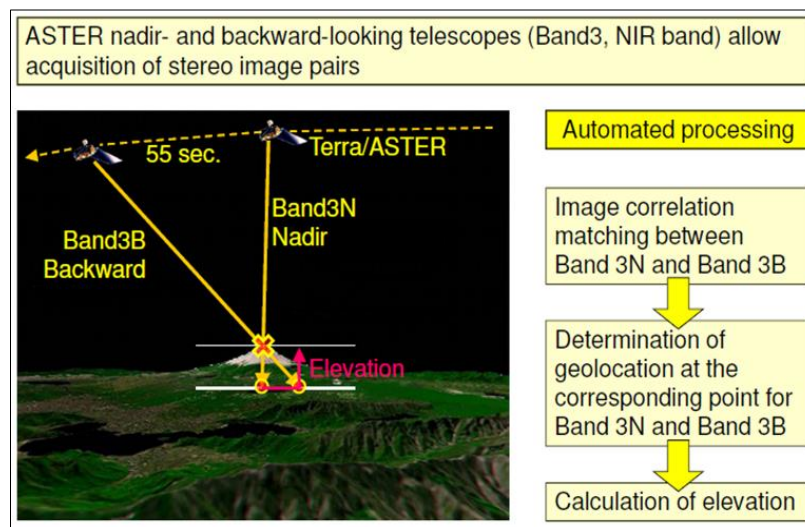 ASTER nadir- and backward-looking telescopes (Band3, NIR band) allow
acquisition of stereo image pairs
55 sec.
Terra/ASTER
Band3N
Nadir
Band3B
Backward
Elevation
Automated processing
Image correlation
matching between
Band 3N and Band 3B
Determination of
geolocation at the
corresponding point for
Band 3N and Band 3B
Calculation of elevation